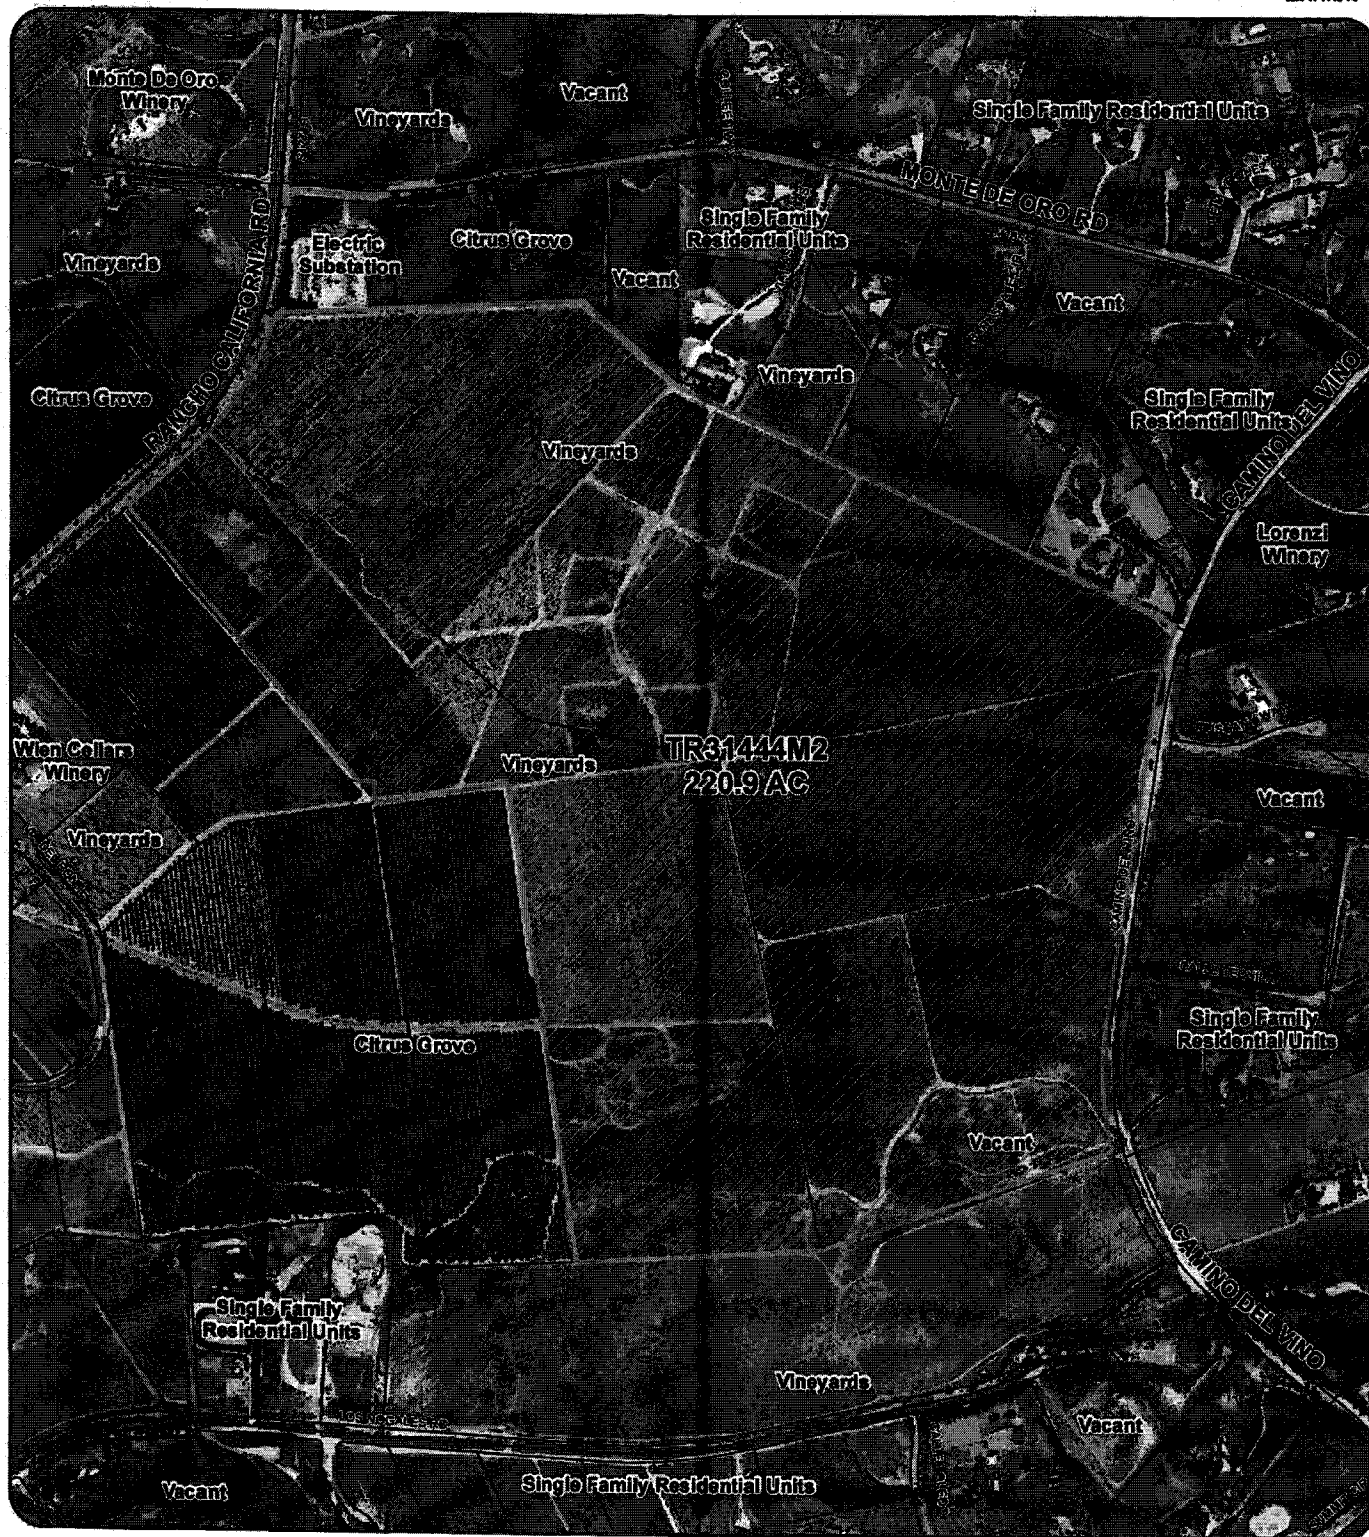 Monte De Oro
Winery
Vineyards
Vacant
Single Family Residential Units
MONTE DE ORO RD
RANCHO CALIFORNIA RD
Vineyards
Electric
Substation
Citrus Grove
Single Family
Residential Units
Vacant
Vacant
Citrus Grove
Vineyards
Single Family
Residential Units
CAMINO DEL VINO
Vineyards
Lorenzi
Winery
Wien Cellars
Winery
Vineyards
TR31444M2
220.9 AC
Vineyards
Vacant
CAMINO DEL VINO
Single Family
Residential Units
Citrus Grove
Vacant
CAMINO DEL VINO
Single Family
Residential Units
Vineyards
Vacant
Vacant
Single Family Residential Units